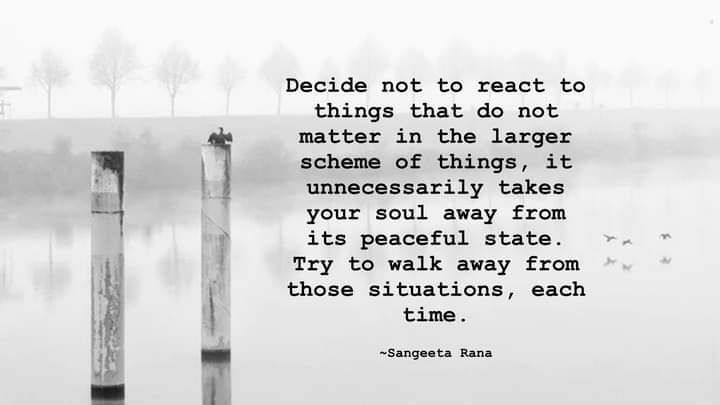 Decide not to react to
things that do not
matter in the larger
scheme of things, it
unnecessarily takes
your soul away from
its peaceful state.
Try to walk away from
those situations, each
time.
~Sangeeta Rana